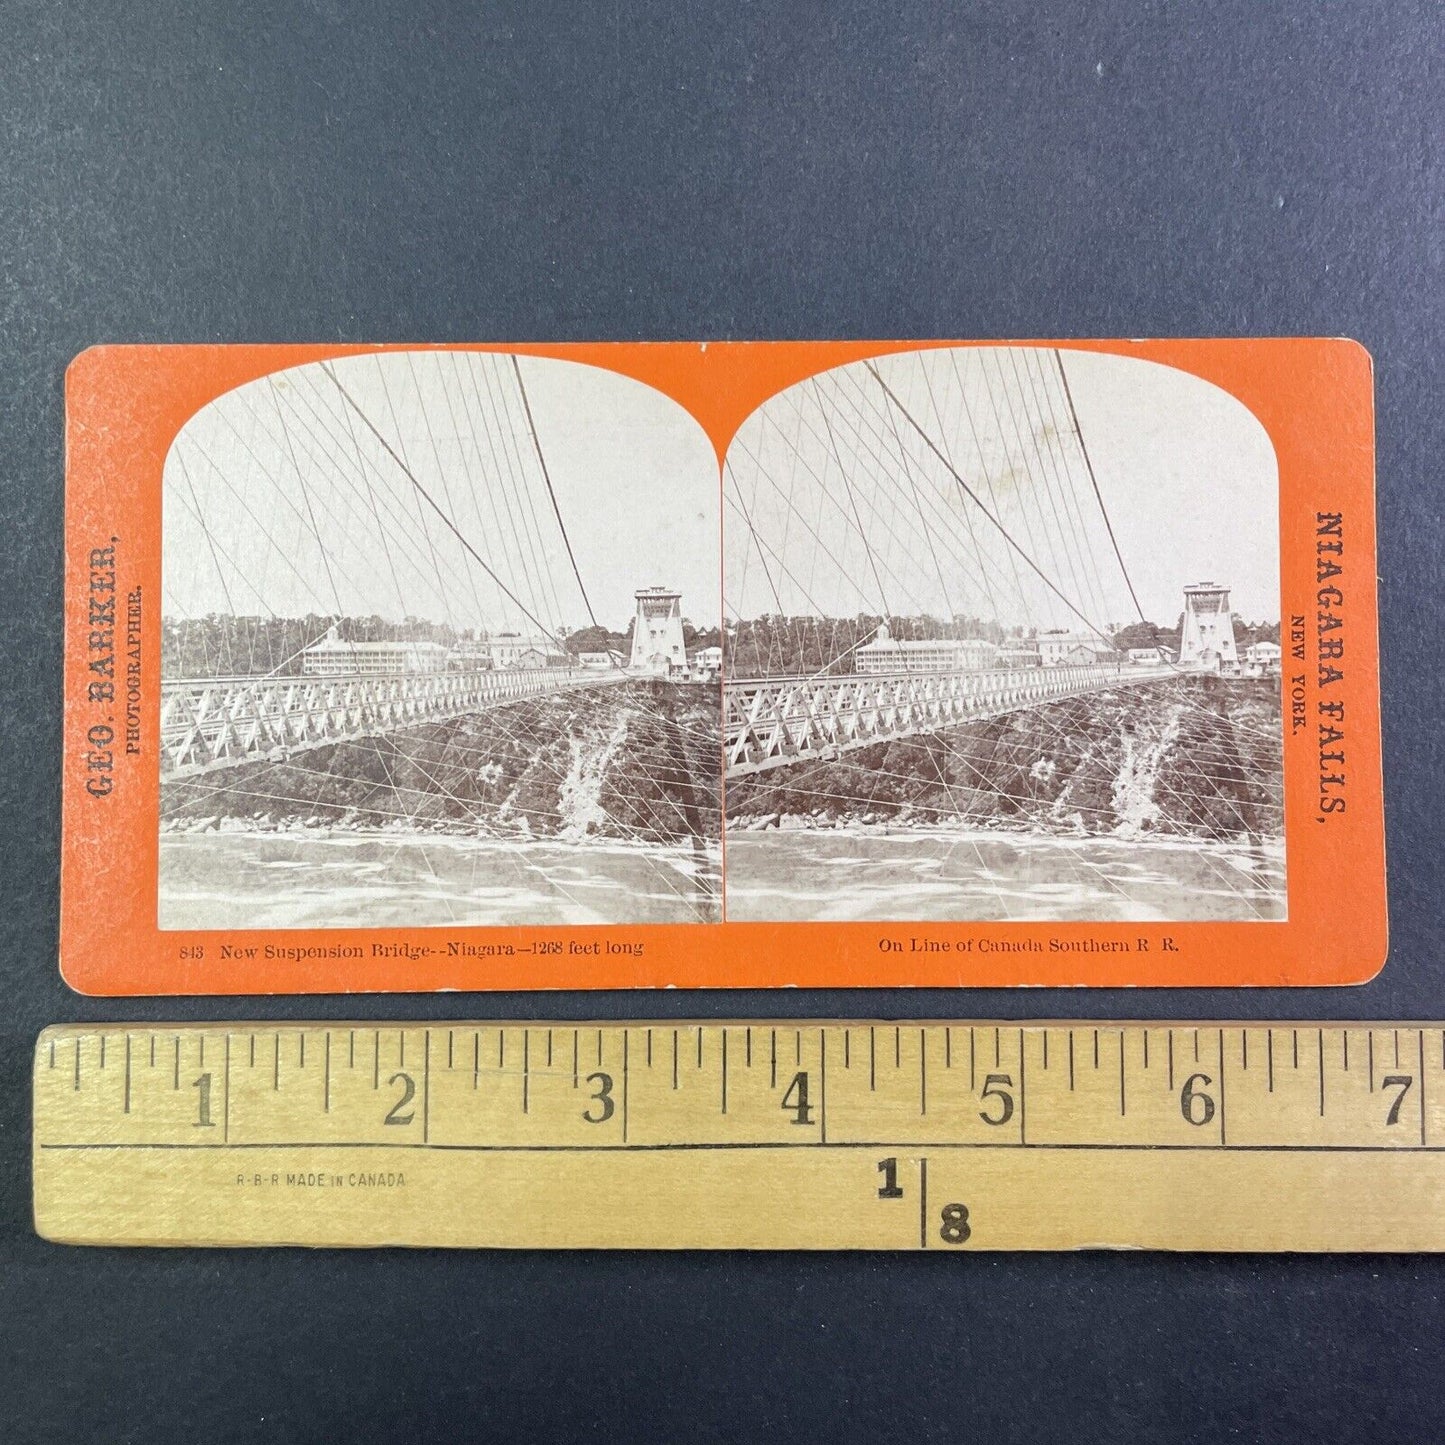 GEO. BARKER,
PHOTOGRAPHER.
NIAGARA FALLS,
NEW YORK.
843 New Suspension Bridge--Niagara—1268 feet long
On Line of Canada Southern R R.
1 2 3 4 5 6 7
R-B-R MADE IN CANADA
1
8